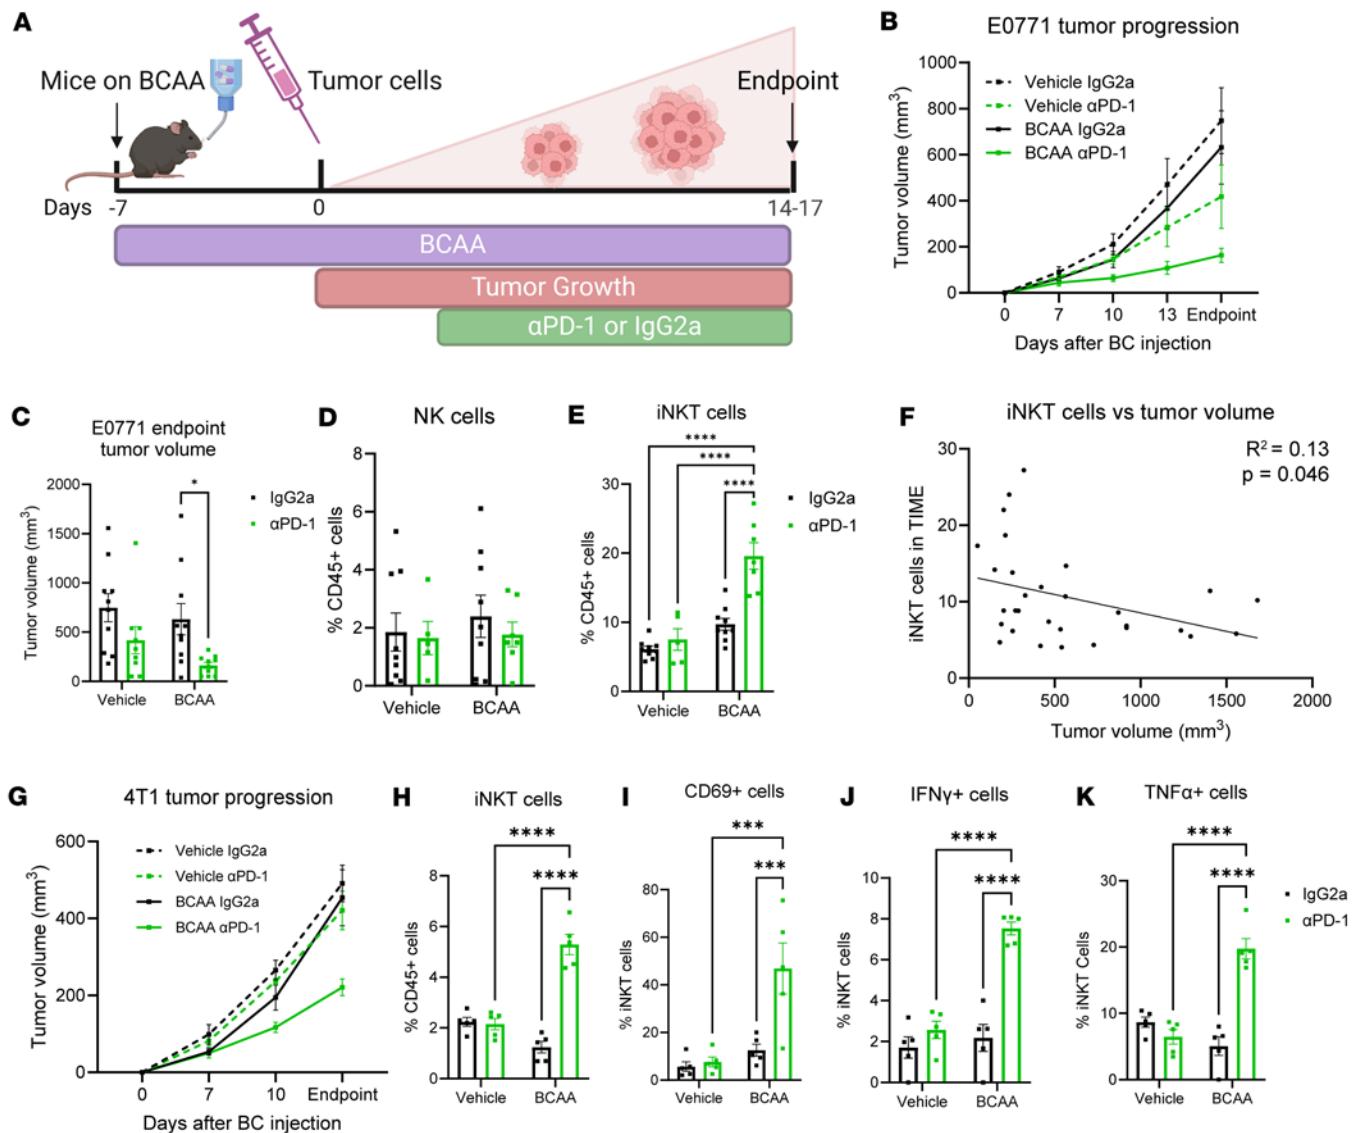 A
Mice on BCAA
Tumor cells
Endpoint
Days -7 0 14-17
BCAA
Tumor Growth
αPD-1 or IgG2a
B
E0771 tumor progression
Tumor volume (mm³)
1000
800
600
400
200
0
Vehicle IgG2a
Vehicle αPD-1
BCAA IgG2a
BCAA αPD-1
0 7 10 13 Endpoint
Days after BC injection
C
E0771 endpoint
tumor volume
Tumor volume (mm³)
2000
1500
1000
500
0
*
IgG2a
αPD-1
Vehicle BCAA
D
NK cells
% CD45+ cells
8
6
4
2
0
Vehicle BCAA
E
iNKT cells
% CD45+ cells
30
20
10
0
****
****
****
IgG2a
αPD-1
Vehicle BCAA
F
iNKT cells vs tumor volume
R² = 0.13
p = 0.046
iNKT cells in TIME
30
20
10
0
0 500 1000 1500 2000
Tumor volume (mm³)
G
4T1 tumor progression
Tumor volume (mm³)
600
400
200
0
Vehicle IgG2a
Vehicle αPD-1
BCAA IgG2a
BCAA αPD-1
0 7 10 Endpoint
Days after BC injection
H
iNKT cells
% CD45+ cells
8
6
4
2
0
****
****
Vehicle BCAA
I
CD69+ cells
% iNKT cells
80
60
40
20
0
***
***
Vehicle BCAA
J
IFNγ+ cells
% iNKT cells
10
8
6
4
2
0
****
****
Vehicle BCAA
K
TNFα+ cells
% iNKT Cells
30
20
10
0
****
****
IgG2a
αPD-1
Vehicle BCAA